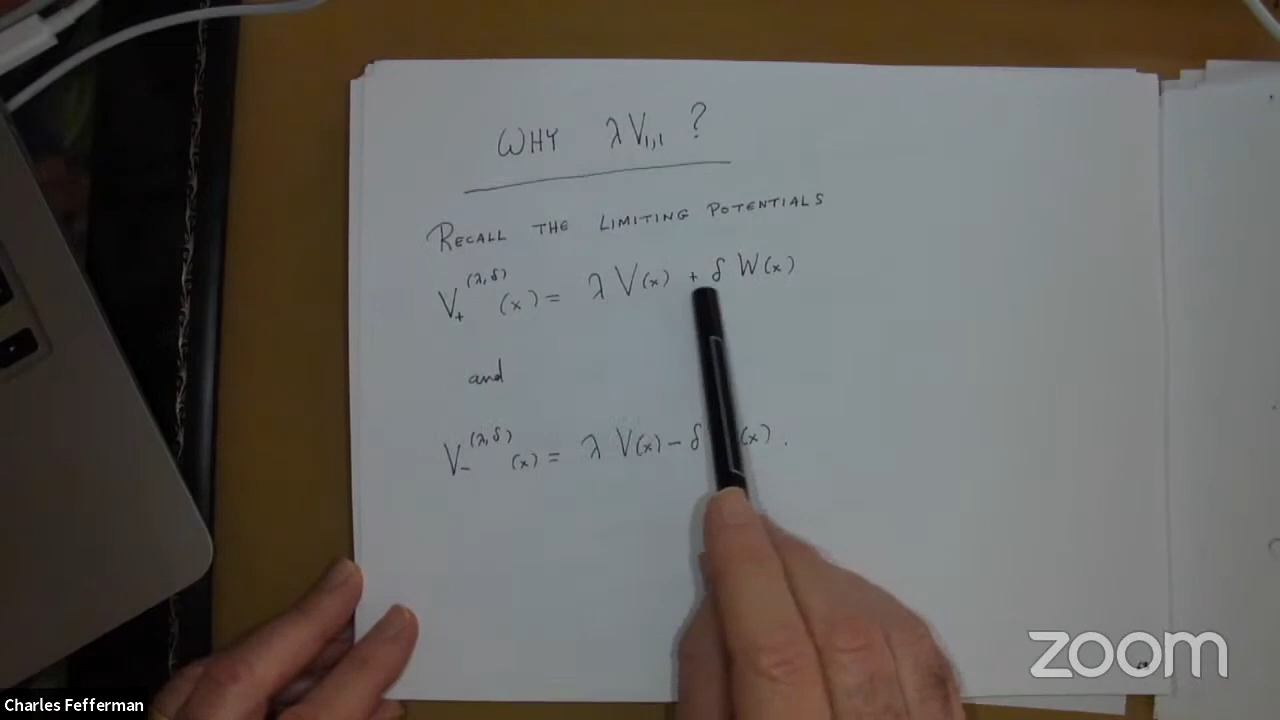 WHY λV₁,₁ ?
RECALL THE LIMITING POTENTIALS
V₊^(λ,δ) (x) = λ V(x) + δ W(x)
and
V₋^(λ,δ) (x) = λ V(x) − δ (x) .
zoom
Charles Fefferman